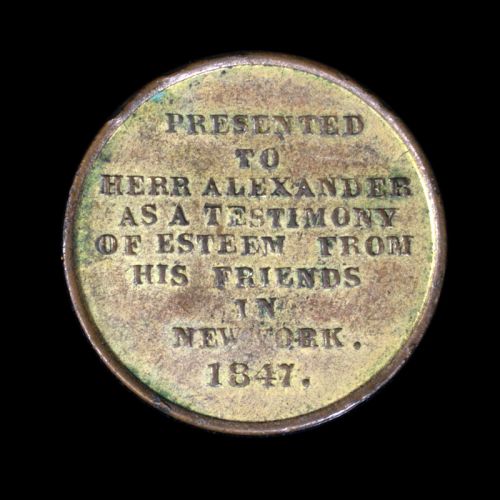 PRESENTED
TO
HERR ALEXANDER
AS A TESTIMONY
OF ESTEEM FROM
HIS FRIENDS
IN
NEW YORK.
1847.